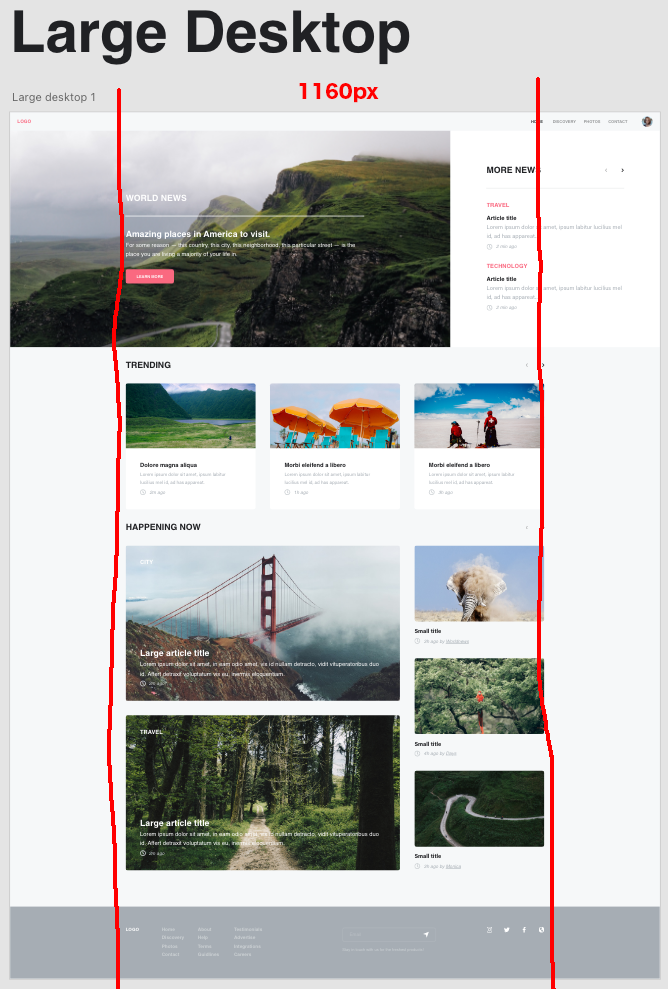 Large Desktop
1160px
Large desktop 1
LOGO
HOME DISCOVERY PHOTOS CONTACT
WORLD NEWS
Amazing places in America to visit.
For some reason — this country, this city, this neighborhood, this particular street — is the
place you are living a majority of your life in.
LEARN MORE
MORE NEWS
TRAVEL
Article title
Lorem ipsum dolor sit amet, ipsum labitur lucilius mel
id, ad has appareat.
2 min ago
TECHNOLOGY
Article title
Lorem ipsum dolor sit amet, ipsum labitur lucilius mel
id, ad has appareat.
2 min ago
TRENDING
Dolore magna aliqua
Lorem ipsum dolor sit amet, ipsum labitur
lucilius mel id, ad has appareat.
2h ago
Morbi eleifend a libero
Lorem ipsum dolor sit amet, ipsum labitur
lucilius mel id, ad has appareat.
1h ago
Morbi eleifend a libero
Lorem ipsum dolor sit amet, ipsum labitur
lucilius mel id, ad has appareat.
3h ago
HAPPENING NOW
CITY
Large article title
Lorem ipsum dolor sit amet, in eam odio amet, vis id nullam detracto, vidit vituperatoribus duo
id. Affert detraxit voluptatum vis eu, inermis eloquentiam.
2h ago
Small title
2h ago by
TRAVEL
Large article title
Lorem ipsum dolor sit amet, in eam odio amet, vis id nullam detracto, vidit vituperatoribus duo
id. Affert detraxit voluptatum vis eu, inermis eloquentiam.
2h ago
Small title
4h ago by
Small title
2h ago by
LOGO
Home About Testimonials
Discovery Help Advertise
Photos Terms Integrations
Contact Guidlines Careers